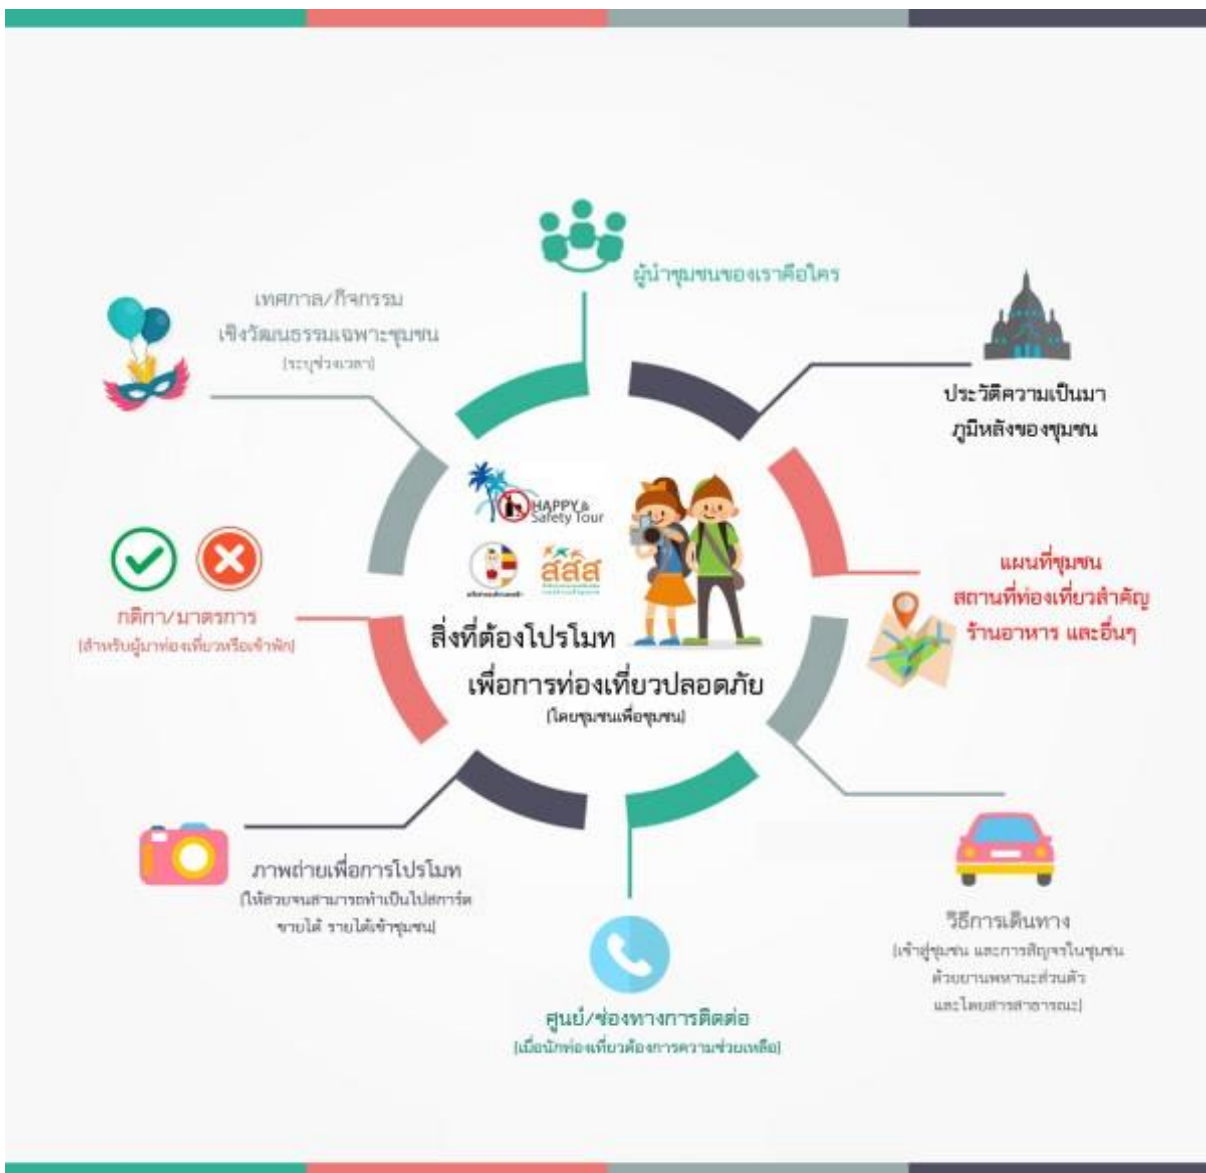 ผู้นำชุมชนของเราคือใคร
ประวัติความเป็นมา
ภูมิหลังของชุมชน
แผนที่ชุมชน
สถานที่ท่องเที่ยวสำคัญ
ร้านอาหาร และอื่นๆ
วิธีการเดินทาง
(เข้าสู่ชุมชน และการสัญจรในชุมชน
ด้วยยานพาหนะส่วนตัว
และโดยสารสาธารณะ)
ศูนย์/ช่องทางการติดต่อ
(เมื่อนักท่องเที่ยวต้องการความช่วยเหลือ)
ภาพถ่ายเพื่อการโปรโมท
(ให้สวยจนสามารถทำเป็นโปสการ์ด
ขายได้ รายได้เข้าชุมชน)
กติกา/มาตรการ
(สำหรับผู้มาท่องเที่ยวหรือเข้าพัก)
เทศกาล/กิจกรรม
เชิงวัฒนธรรมเฉพาะชุมชน
(ระบุช่วงเวลา)
HAPPY &
Safety Tour
สสส
สิ่งที่ต้องโปรโมท
เพื่อการท่องเที่ยวปลอดภัย
(โดยชุมชนเพื่อชุมชน)